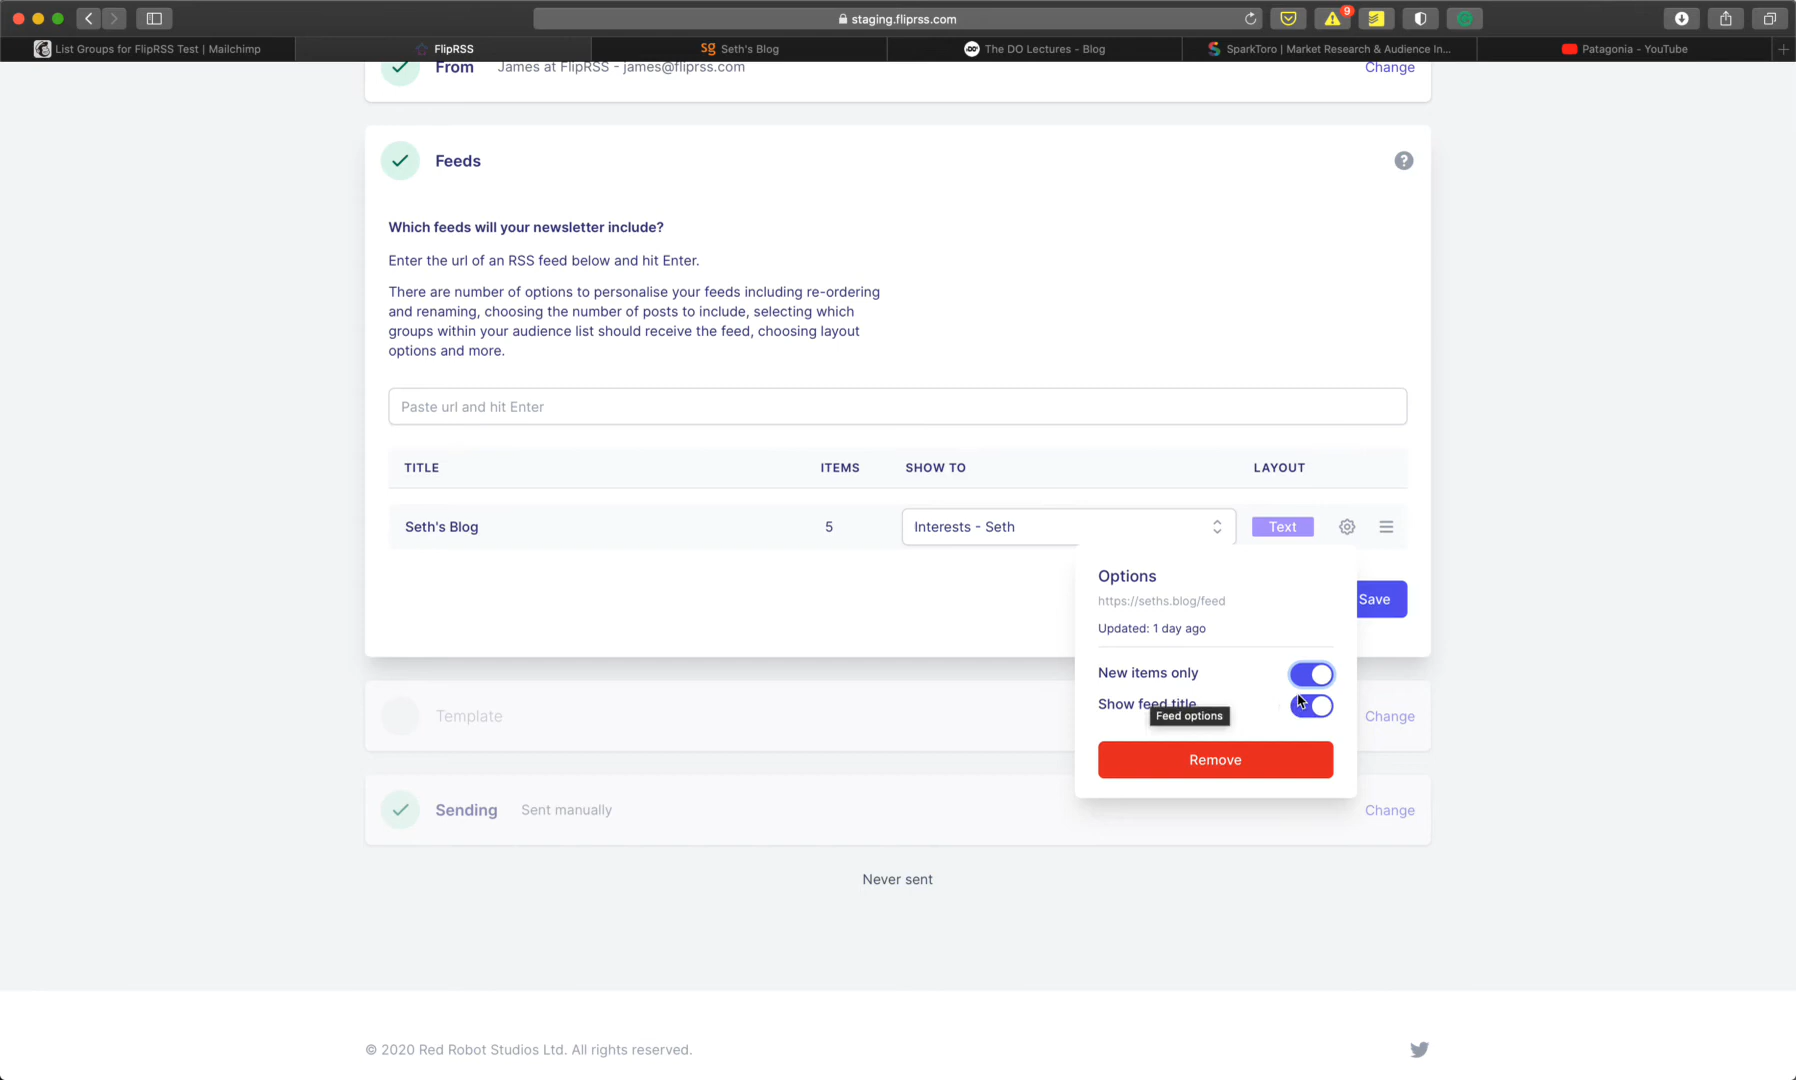 staging.fliprss.com
9
List Groups for FlipRSS Test | Mailchimp
FlipRSS
SG Seth's Blog
DO The DO Lectures - Blog
SparkToro | Market Research & Audience In...
Patagonia - YouTube
From James at FlipRSS - james@fliprss.com Change
Feeds
?
Which feeds will your newsletter include?
Enter the url of an RSS feed below and hit Enter.
There are number of options to personalise your feeds including re-ordering
and renaming, choosing the number of posts to include, selecting which
groups within your audience list should receive the feed, choosing layout
options and more.
Paste url and hit Enter
TITLE ITEMS SHOW TO LAYOUT
Seth's Blog 5 Interests - Seth Text
Options
https://seths.blog/feed
Save
Updated: 1 day ago
New items only
Show feed title
Feed options
Template Change
Remove
Sending Sent manually Change
Never sent
© 2020 Red Robot Studios Ltd. All rights reserved.